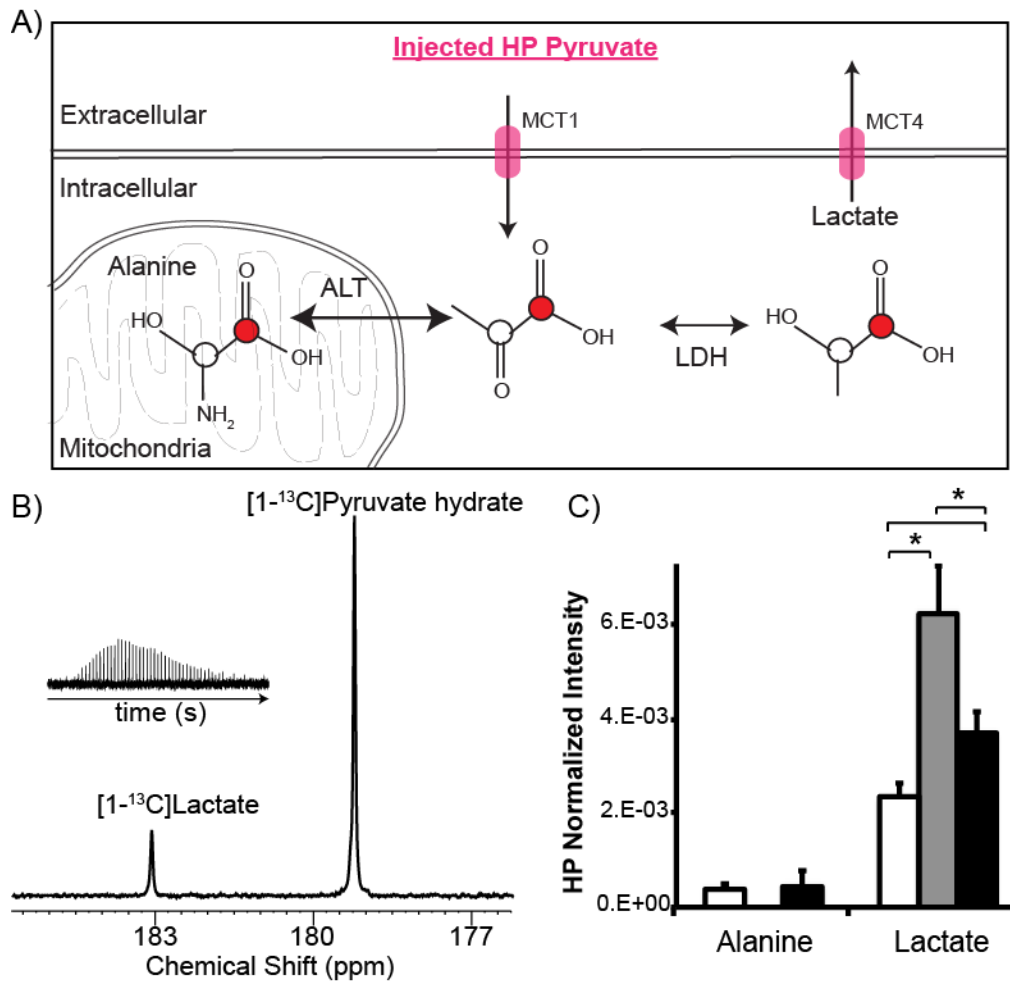 A)
Injected HP Pyruvate
Extracellular
MCT1
MCT4
Intracellular
Lactate
Alanine
O
HO
OH
NH₂
ALT
O
OH
O
LDH
O
HO
OH
Mitochondria
B)
[1-¹³C]Pyruvate hydrate
time (s)
[1-¹³C]Lactate
183
180
177
Chemical Shift (ppm)
C)
*
*
HP Normalized Intensity
6.E-03
4.E-03
2.E-03
0.E+00
Alanine
Lactate